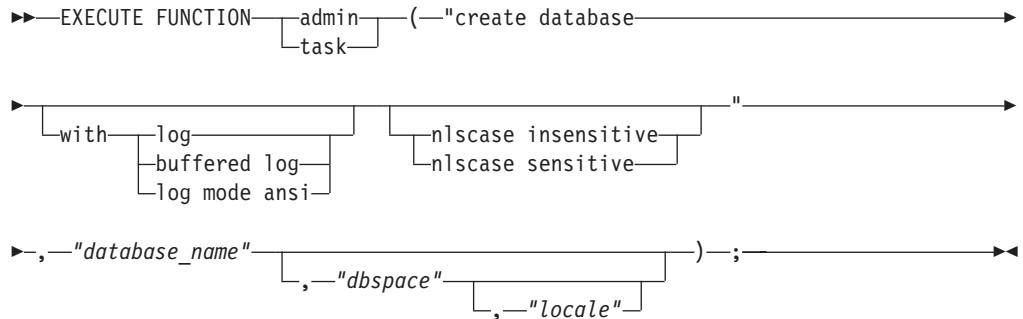 EXECUTE FUNCTION admin ( "create database
task
with log nlscase insensitive "
buffered log nlscase sensitive
log mode ansi
, "database_name" ) ;
, "dbspace"
, "locale"